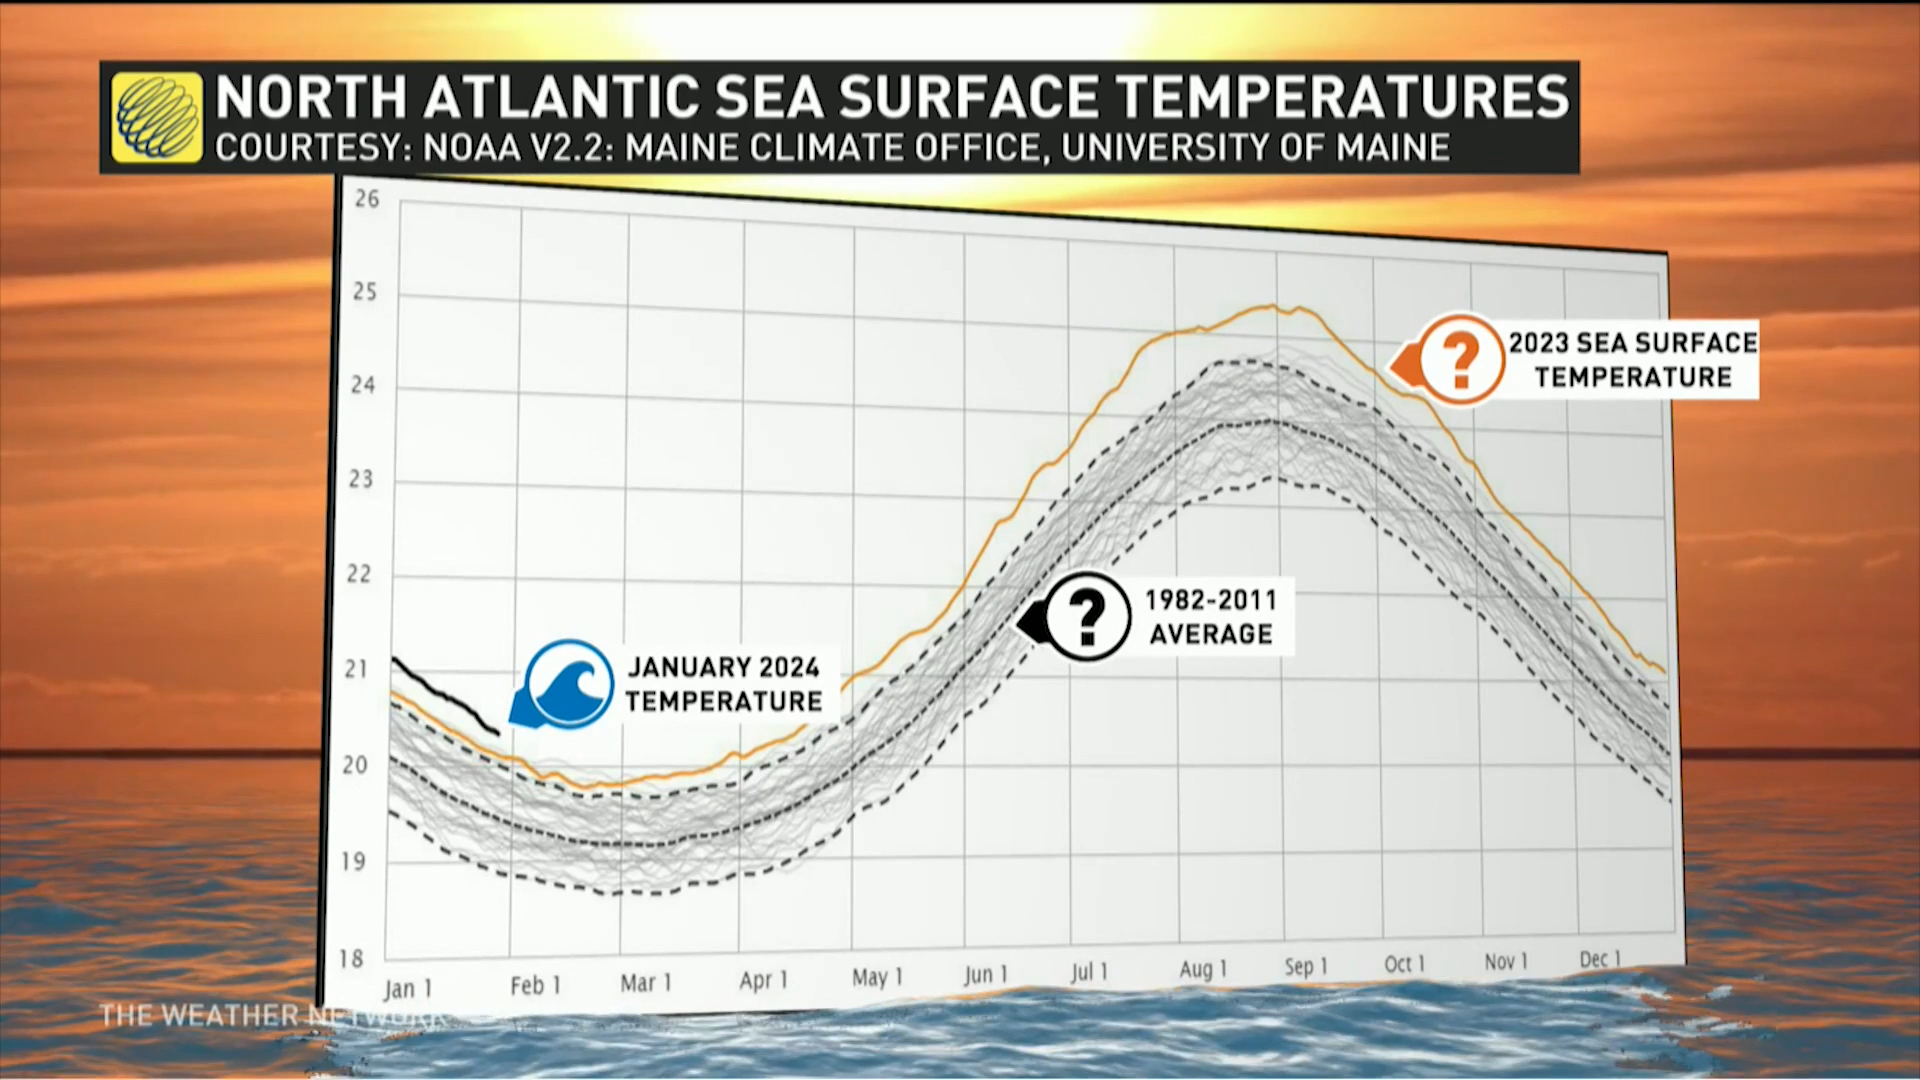 NORTH ATLANTIC SEA SURFACE TEMPERATURES
COURTESY: NOAA V2.2: MAINE CLIMATE OFFICE, UNIVERSITY OF MAINE
26
25
24
23
22
21
20
19
18
?
2023 SEA SURFACE
TEMPERATURE
?
1982-2011
AVERAGE
JANUARY 2024
TEMPERATURE
Jan 1
Feb 1
Mar 1
Apr 1
May 1
Jun 1
Jul 1
Aug 1
Sep 1
Oct 1
Nov 1
Dec 1
THE WEATHER NETWORK